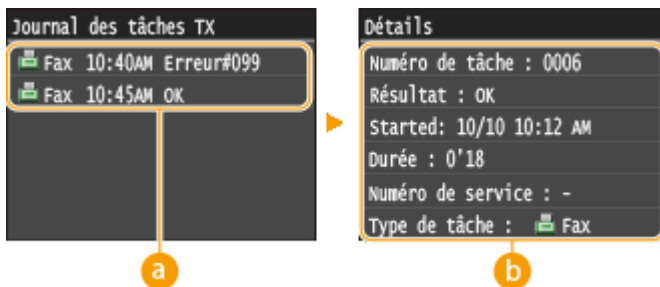 Journal des tâches TX
Fax 10:40AM Erreur#099
Fax 10:45AM OK
a
Détails
Numéro de tâche : 0006
Résultat : OK
Started: 10/10 10:12 AM
Durée : 0'18
Numéro de service : -
Type de tâche : Fax
b